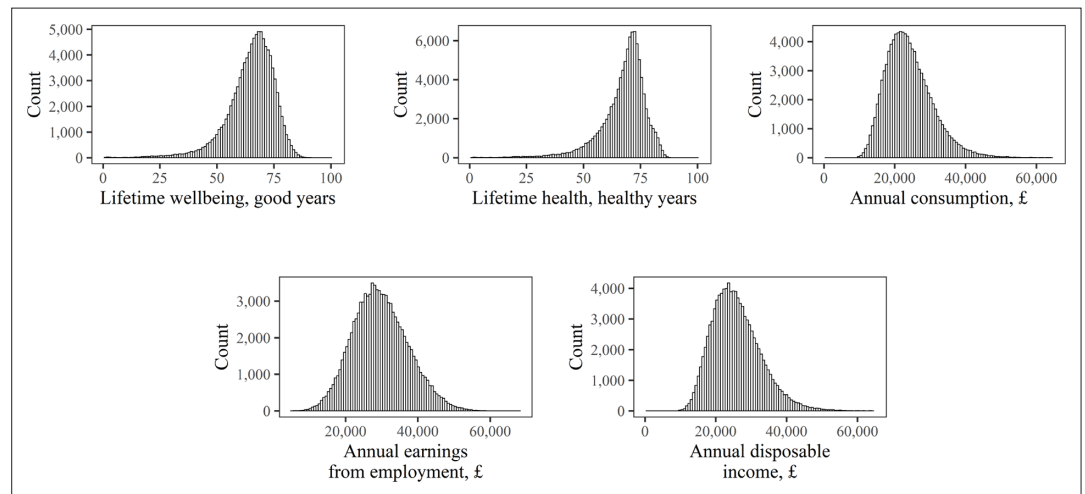 5,000
4,000
3,000
2,000
1,000
0
Count
0 25 50 75 100
Lifetime wellbeing, good years
6,000
4,000
2,000
0
Count
0 25 50 75 100
Lifetime health, healthy years
4,000
3,000
2,000
1,000
0
Count
0 20,000 40,000 60,000
Annual consumption, £
3,000
2,000
1,000
0
Count
20,000 40,000 60,000
Annual earnings
from employment, £
4,000
3,000
2,000
1,000
0
Count
0 20,000 40,000 60,000
Annual disposable
income, £